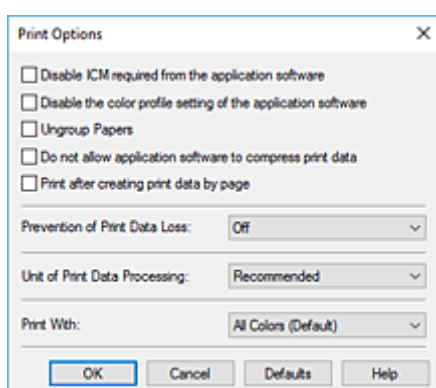 Print Options
Disable ICM required from the application software
Disable the color profile setting of the application software
Ungroup Papers
Do not allow application software to compress print data
Print after creating print data by page
Prevention of Print Data Loss: Off
Unit of Print Data Processing: Recommended
Print With: All Colors (Default)
OK Cancel Defaults Help